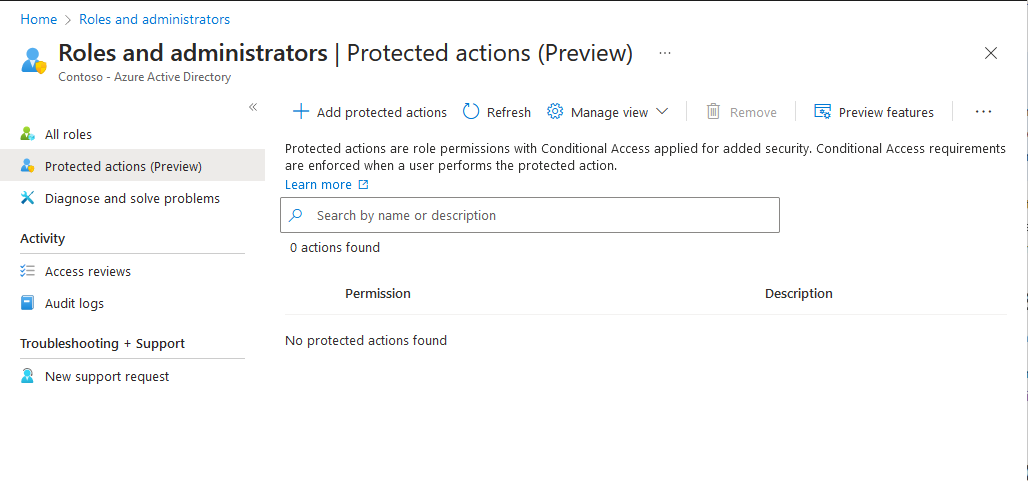 Home > Roles and administrators
Roles and administrators | Protected actions (Preview) ...
Contoso - Azure Active Directory
All roles
Protected actions (Preview)
Diagnose and solve problems
Activity
Access reviews
Audit logs
Troubleshooting + Support
New support request
Add protected actions Refresh Manage view Remove Preview features ...
Protected actions are role permissions with Conditional Access applied for added security. Conditional Access requirements
are enforced when a user performs the protected action.
Learn more
Search by name or description
0 actions found
Permission Description
No protected actions found